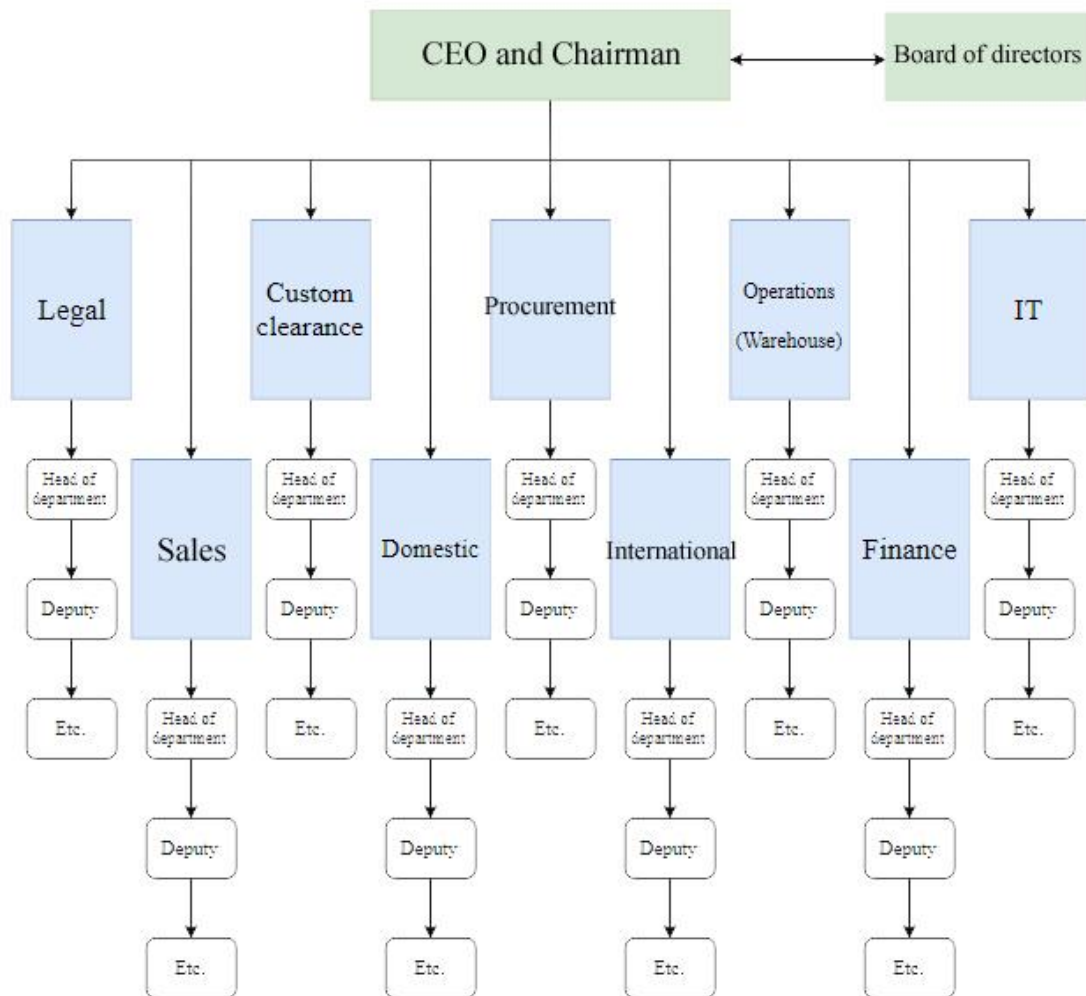 CEO and Chairman
Board of directors
Legal
Custom
clearance
Procurement
Operations
(Warehouse)
IT
Head of
department
Head of
department
Head of
department
Head of
department
Head of
department
Sales
Domestic
International
Finance
Deputy
Deputy
Deputy
Deputy
Deputy
Etc.
Etc.
Etc.
Etc.
Etc.
Head of
department
Head of
department
Head of
department
Head of
department
Deputy
Deputy
Deputy
Deputy
Etc.
Etc.
Etc.
Etc.